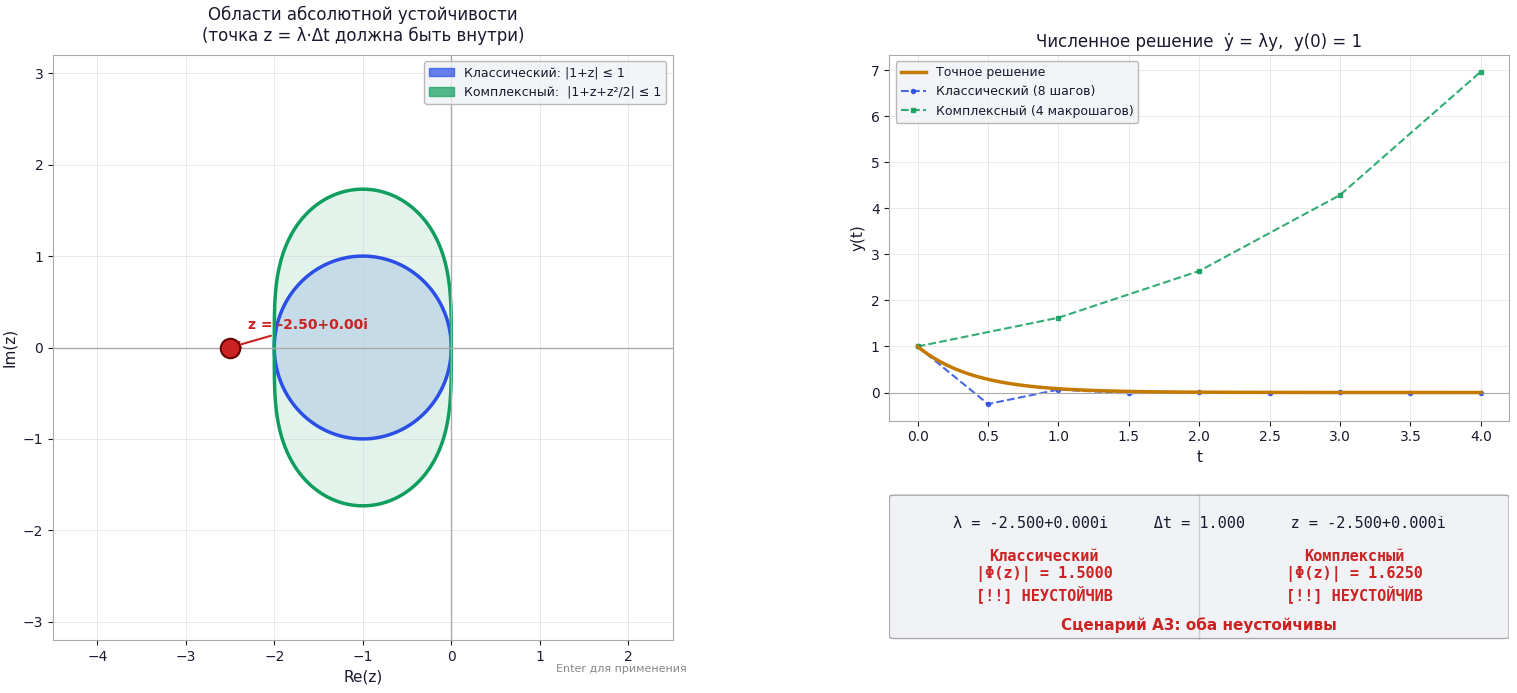 Области абсолютной устойчивости
(точка z = λ·Δt должна быть внутри)
Классический: |1+z| ≤ 1
Комплексный:  |1+z+z²/2| ≤ 1
3
2
1
0
−1
−2
−3
Im(z)
z = -2.50+0.00i
−4
−3
−2
−1
0
1
2
Re(z)
Enter для применения
Численное решение  ẏ = λy,  y(0) = 1
Точное решение
Классический (8 шагов)
Комплексный (4 макрошагов)
7
6
5
4
3
2
1
0
y(t)
0.0
0.5
1.0
1.5
2.0
2.5
3.0
3.5
4.0
t
λ = -2.500+0.000i     Δt = 1.000     z = -2.500+0.000i
Классический
|Φ(z)| = 1.5000
[!!] НЕУСТОЙЧИВ
Комплексный
|Φ(z)| = 1.6250
[!!] НЕУСТОЙЧИВ
Сценарий А3: оба неустойчивы